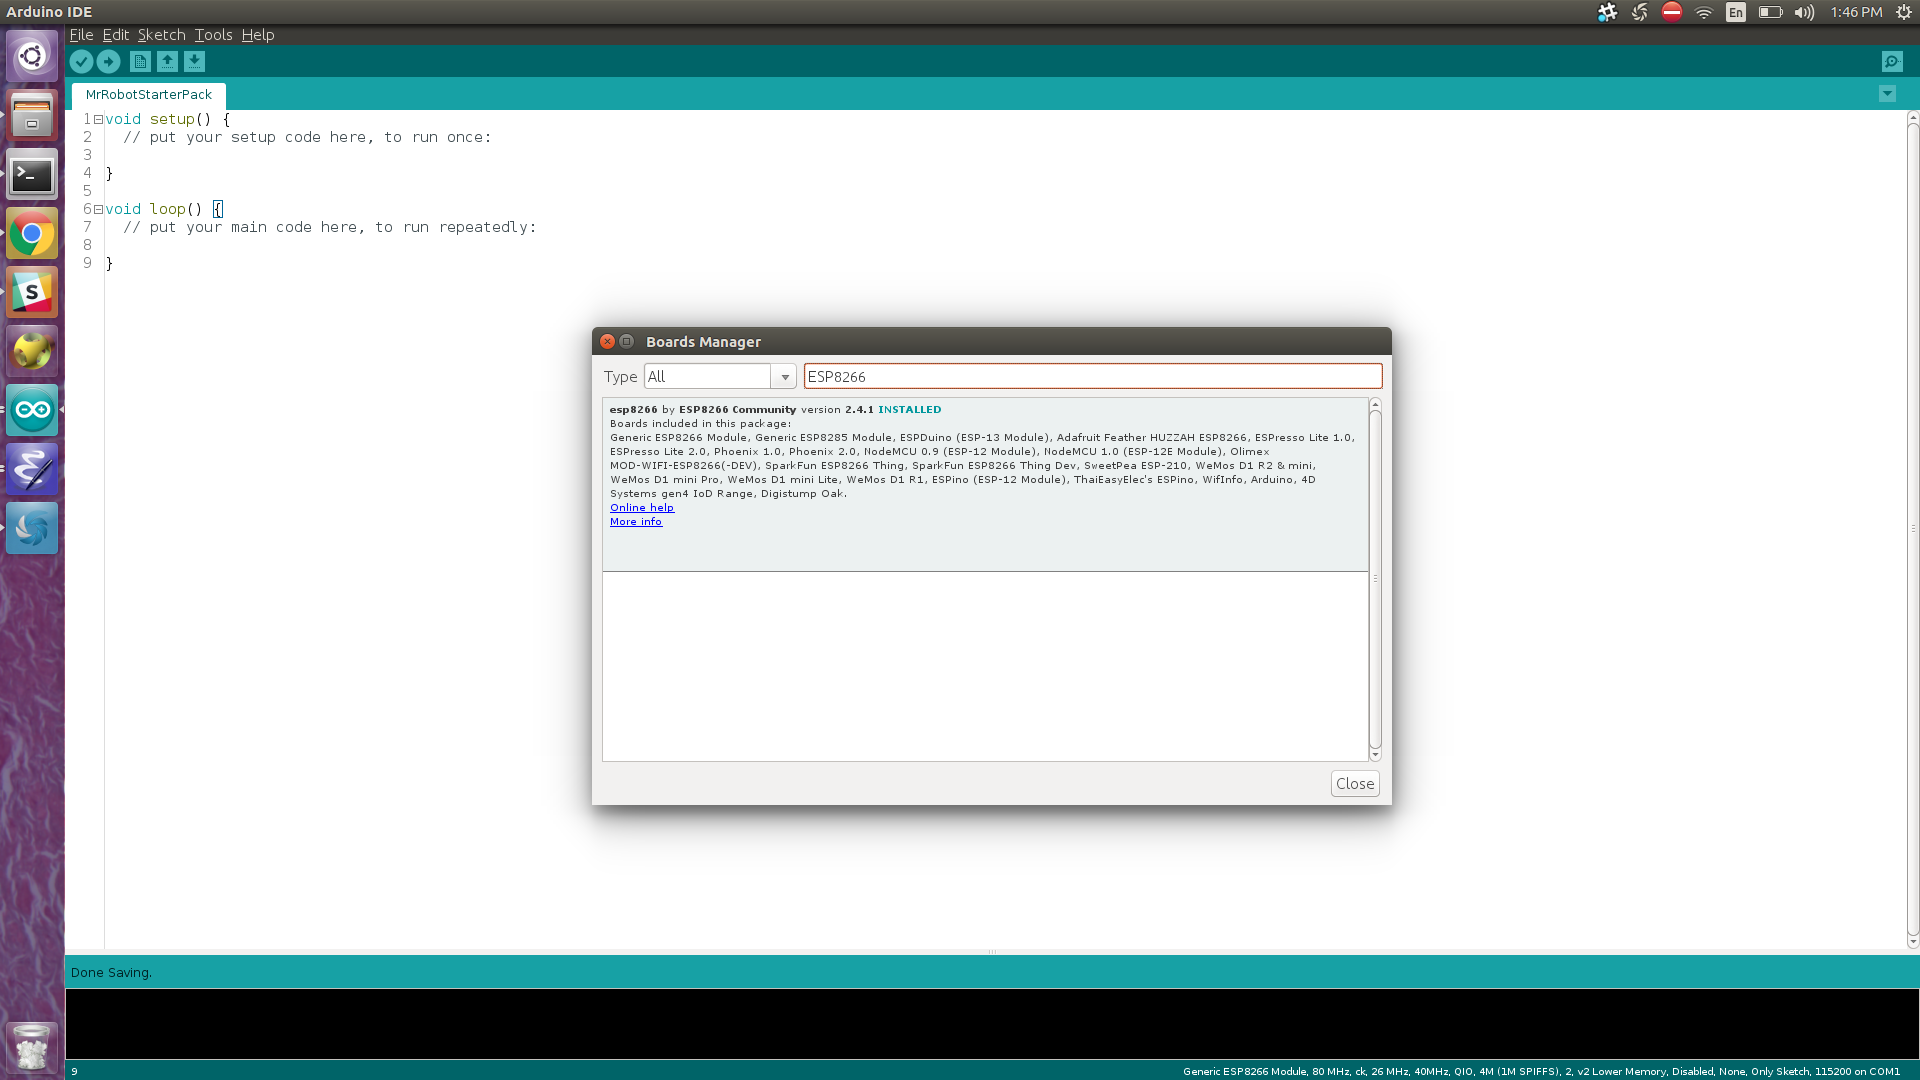 Arduino IDE
En
1:46 PM
File Edit Sketch Tools Help
MrRobotStarterPack
1 void setup() {
2 // put your setup code here, to run once:
3
4 }
5
6 void loop() {
7 // put your main code here, to run repeatedly:
8
9 }
Boards Manager
Type All ESP8266
esp8266 by ESP8266 Community version 2.4.1 INSTALLED
Boards included in this package:
Generic ESP8266 Module, Generic ESP8285 Module, ESPDuino (ESP-13 Module), Adafruit Feather HUZZAH ESP8266, ESPresso Lite 1.0,
ESPresso Lite 2.0, Phoenix 1.0, Phoenix 2.0, NodeMCU 0.9 (ESP-12 Module), NodeMCU 1.0 (ESP-12E Module), Olimex
MOD-WIFI-ESP8266(-DEV), SparkFun ESP8266 Thing, SparkFun ESP8266 Thing Dev, SweetPea ESP-210, WeMos D1 R2 & mini,
WeMos D1 mini Pro, WeMos D1 mini Lite, WeMos D1 R1, ESPino (ESP-12 Module), ThaiEasyElec's ESPino, WifInfo, Arduino, 4D
Systems gen4 IoD Range, Digistump Oak.
Online help
More info
Close
Done Saving.
9
Generic ESP8266 Module, 80 MHz, ck, 26 MHz, 40MHz, QIO, 4M (1M SPIFFS), 2, v2 Lower Memory, Disabled, None, Only Sketch, 115200 on COM1